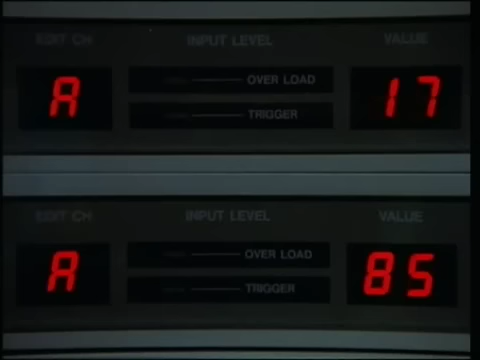 EDIT CH INPUT LEVEL VALUE
A OVER LOAD 17
TRIGGER
EDIT CH INPUT LEVEL VALUE
A OVER LOAD 85
TRIGGER